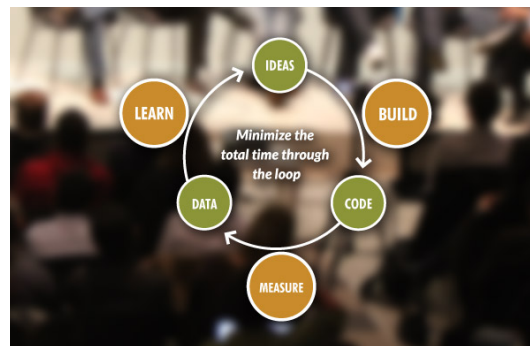 IDEAS
LEARN
BUILD
Minimize the
total time through
the loop
DATA
CODE
MEASURE